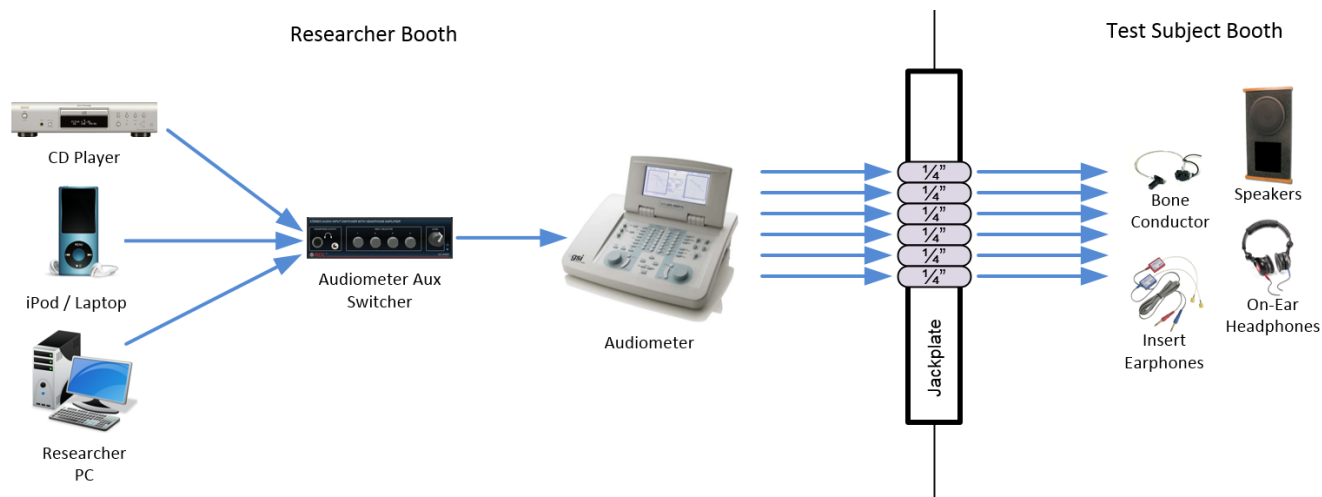 Researcher Booth
Test Subject Booth
CD Player
iPod / Laptop
Researcher
PC
Audiometer Aux
Switcher
gsi
Audiometer
1/4"
1/4"
1/4"
1/4"
1/4"
1/4"
Jackplate
Bone
Conductor
Speakers
Insert
Earphones
On-Ear
Headphones